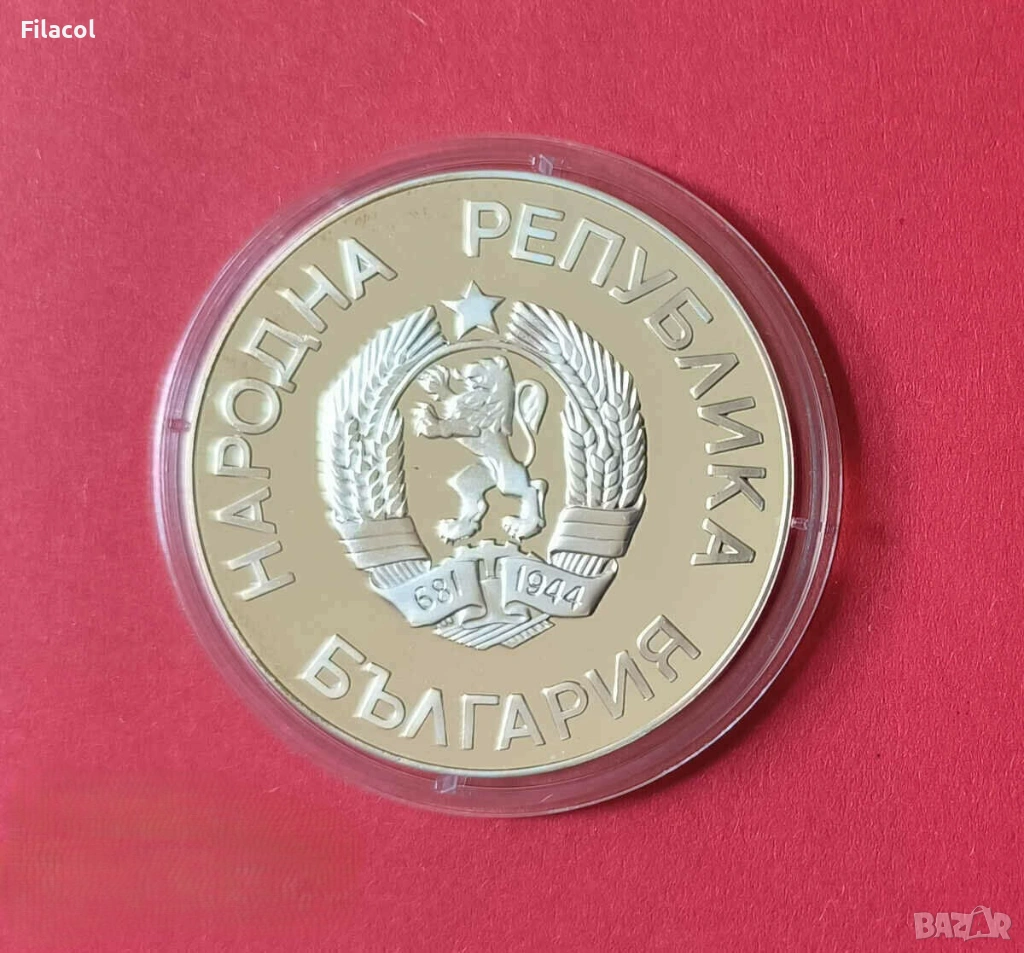 Filacol
НАРОДНА РЕПУБЛИКА
681 1944
БЪЛГАРИЯ
BAZAR